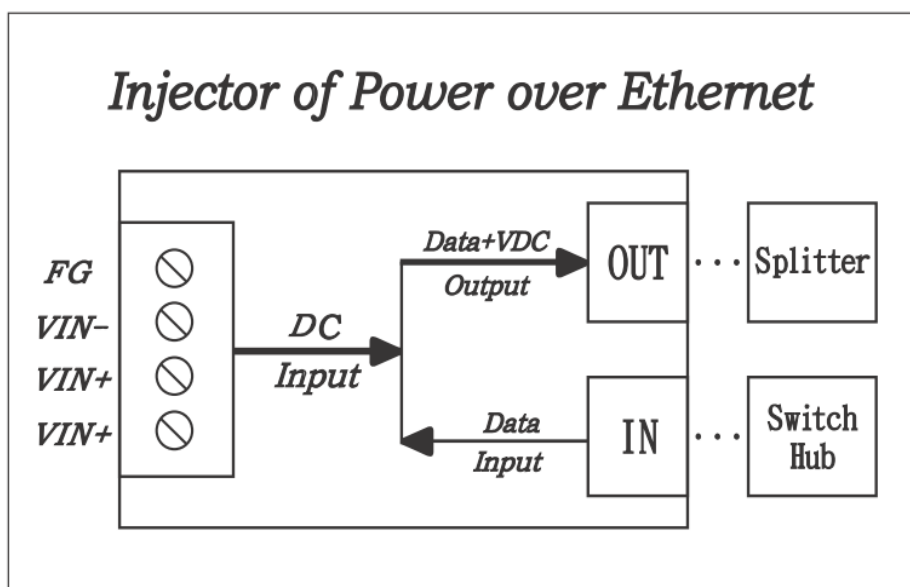 Injector of Power over Ethernet
FG
VIN-
VIN+
VIN+
DC
Input
Data+VDC
Output
OUT
Splitter
Data
Input
IN
Switch
Hub